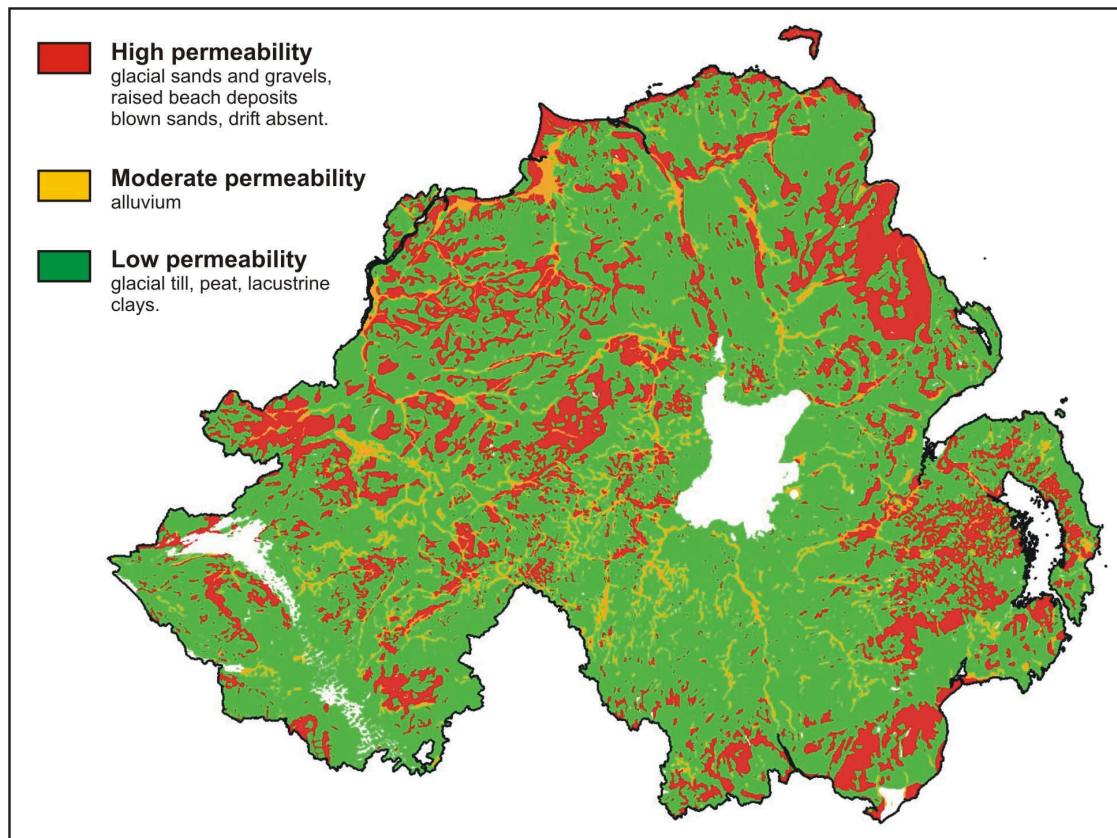 High permeability
glacial sands and gravels,
raised beach deposits
blown sands, drift absent.
Moderate permeability
alluvium
Low permeability
glacial till, peat, lacustrine
clays.